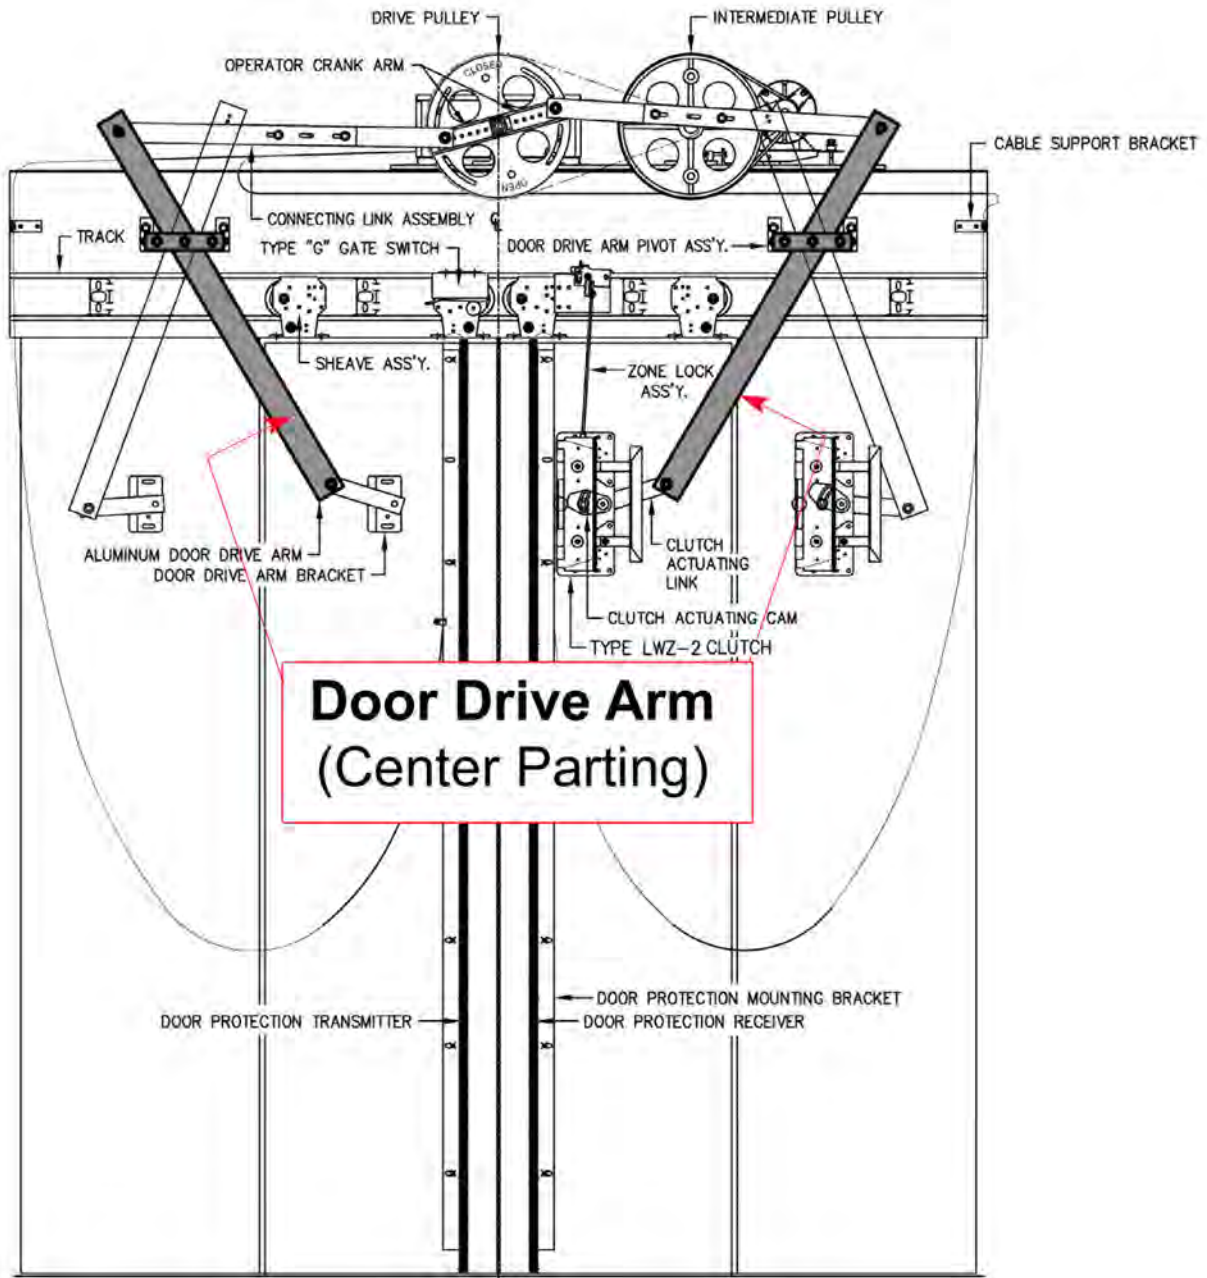 DRIVE PULLEY
INTERMEDIATE PULLEY
OPERATOR CRANK ARM
CLOSED
OPEN
CABLE SUPPORT BRACKET
CONNECTING LINK ASSEMBLY
TRACK
TYPE "G" GATE SWITCH
DOOR DRIVE ARM PIVOT ASS'Y.
SHEAVE ASS'Y.
ZONE LOCK
ASS'Y.
ALUMINUM DOOR DRIVE ARM
DOOR DRIVE ARM BRACKET
CLUTCH
ACTUATING
LINK
CLUTCH ACTUATING CAM
TYPE LWZ-2 CLUTCH
Door Drive Arm
(Center Parting)
DOOR PROTECTION MOUNTING BRACKET
DOOR PROTECTION TRANSMITTER
DOOR PROTECTION RECEIVER